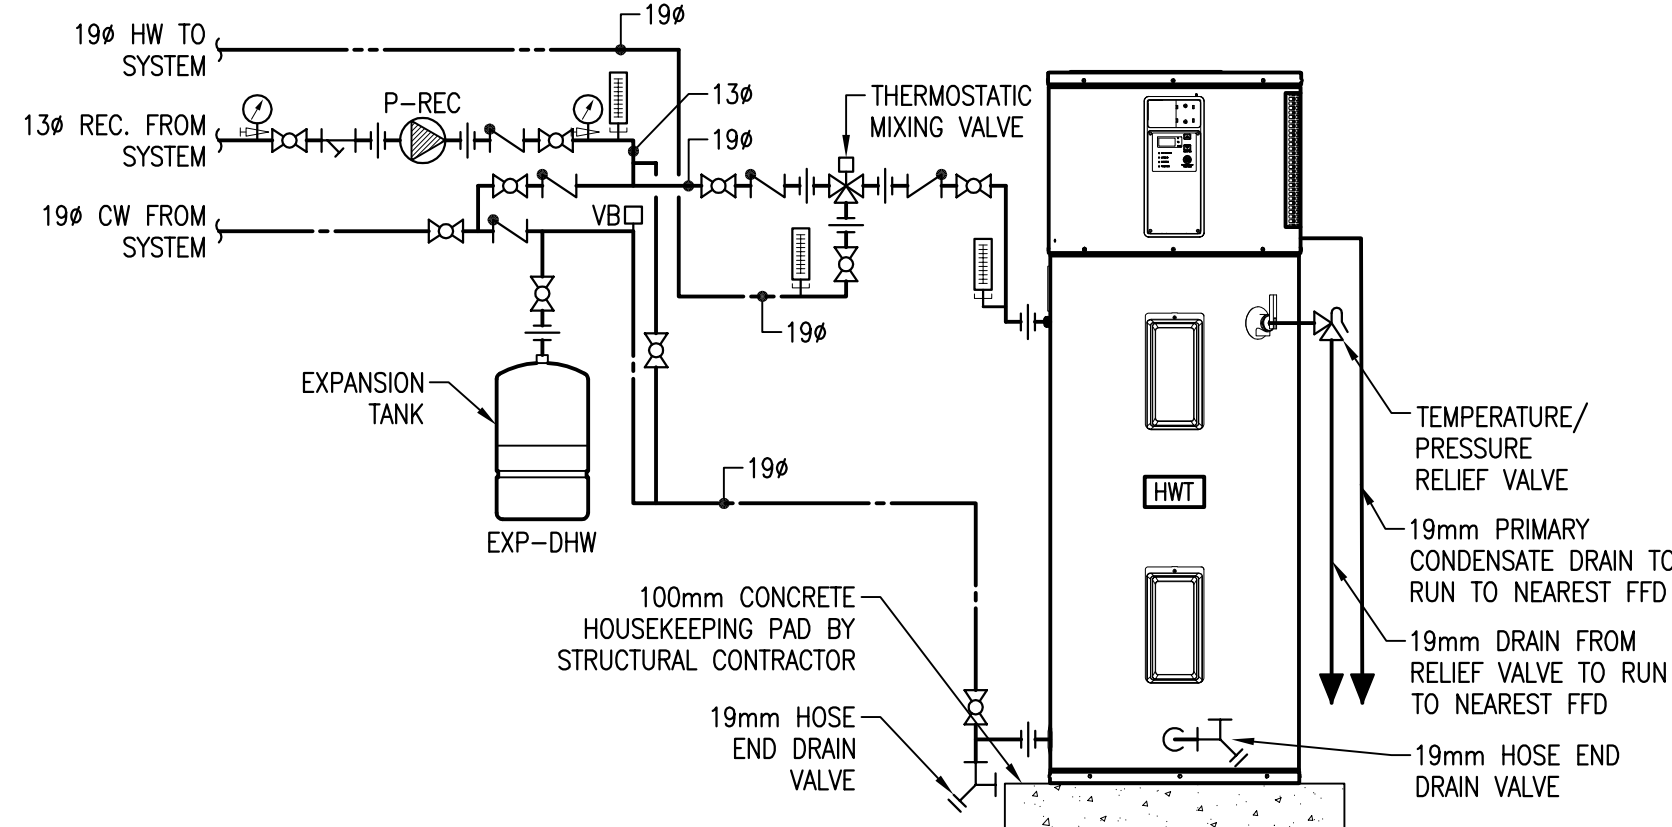 19ø
19ø HW TO
SYSTEM
P-REC
13ø
THERMOSTATIC
MIXING VALVE
13ø REC. FROM
SYSTEM
19ø
19ø CW FROM
SYSTEM
VB
19ø
EXPANSION
TANK
TEMPERATURE/
PRESSURE
RELIEF VALVE
19ø
HWT
EXP-DHW
19mm PRIMARY
CONDENSATE DRAIN TO
RUN TO NEAREST FFD
100mm CONCRETE
HOUSEKEEPING PAD BY
STRUCTURAL CONTRACTOR
19mm DRAIN FROM
RELIEF VALVE TO RUN
TO NEAREST FFD
19mm HOSE
END DRAIN
VALVE
19mm HOSE END
DRAIN VALVE